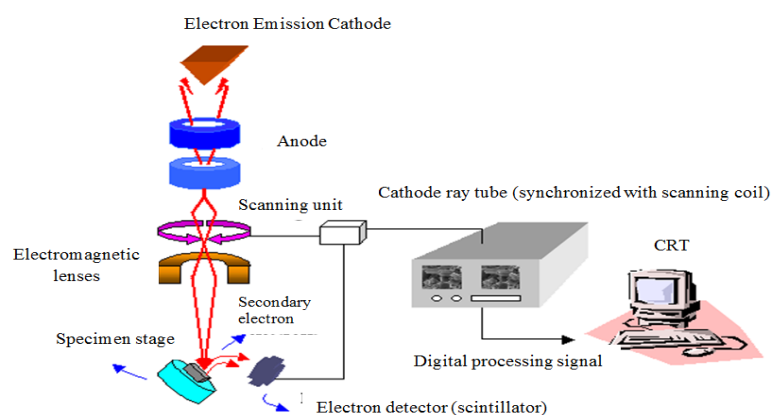 Electron Emission Cathode
Anode
Scanning unit
Cathode ray tube (synchronized with scanning coil)
Electromagnetic
lenses
CRT
Secondary
electron
Specimen stage
Digital processing signal
Electron detector (scintillator)